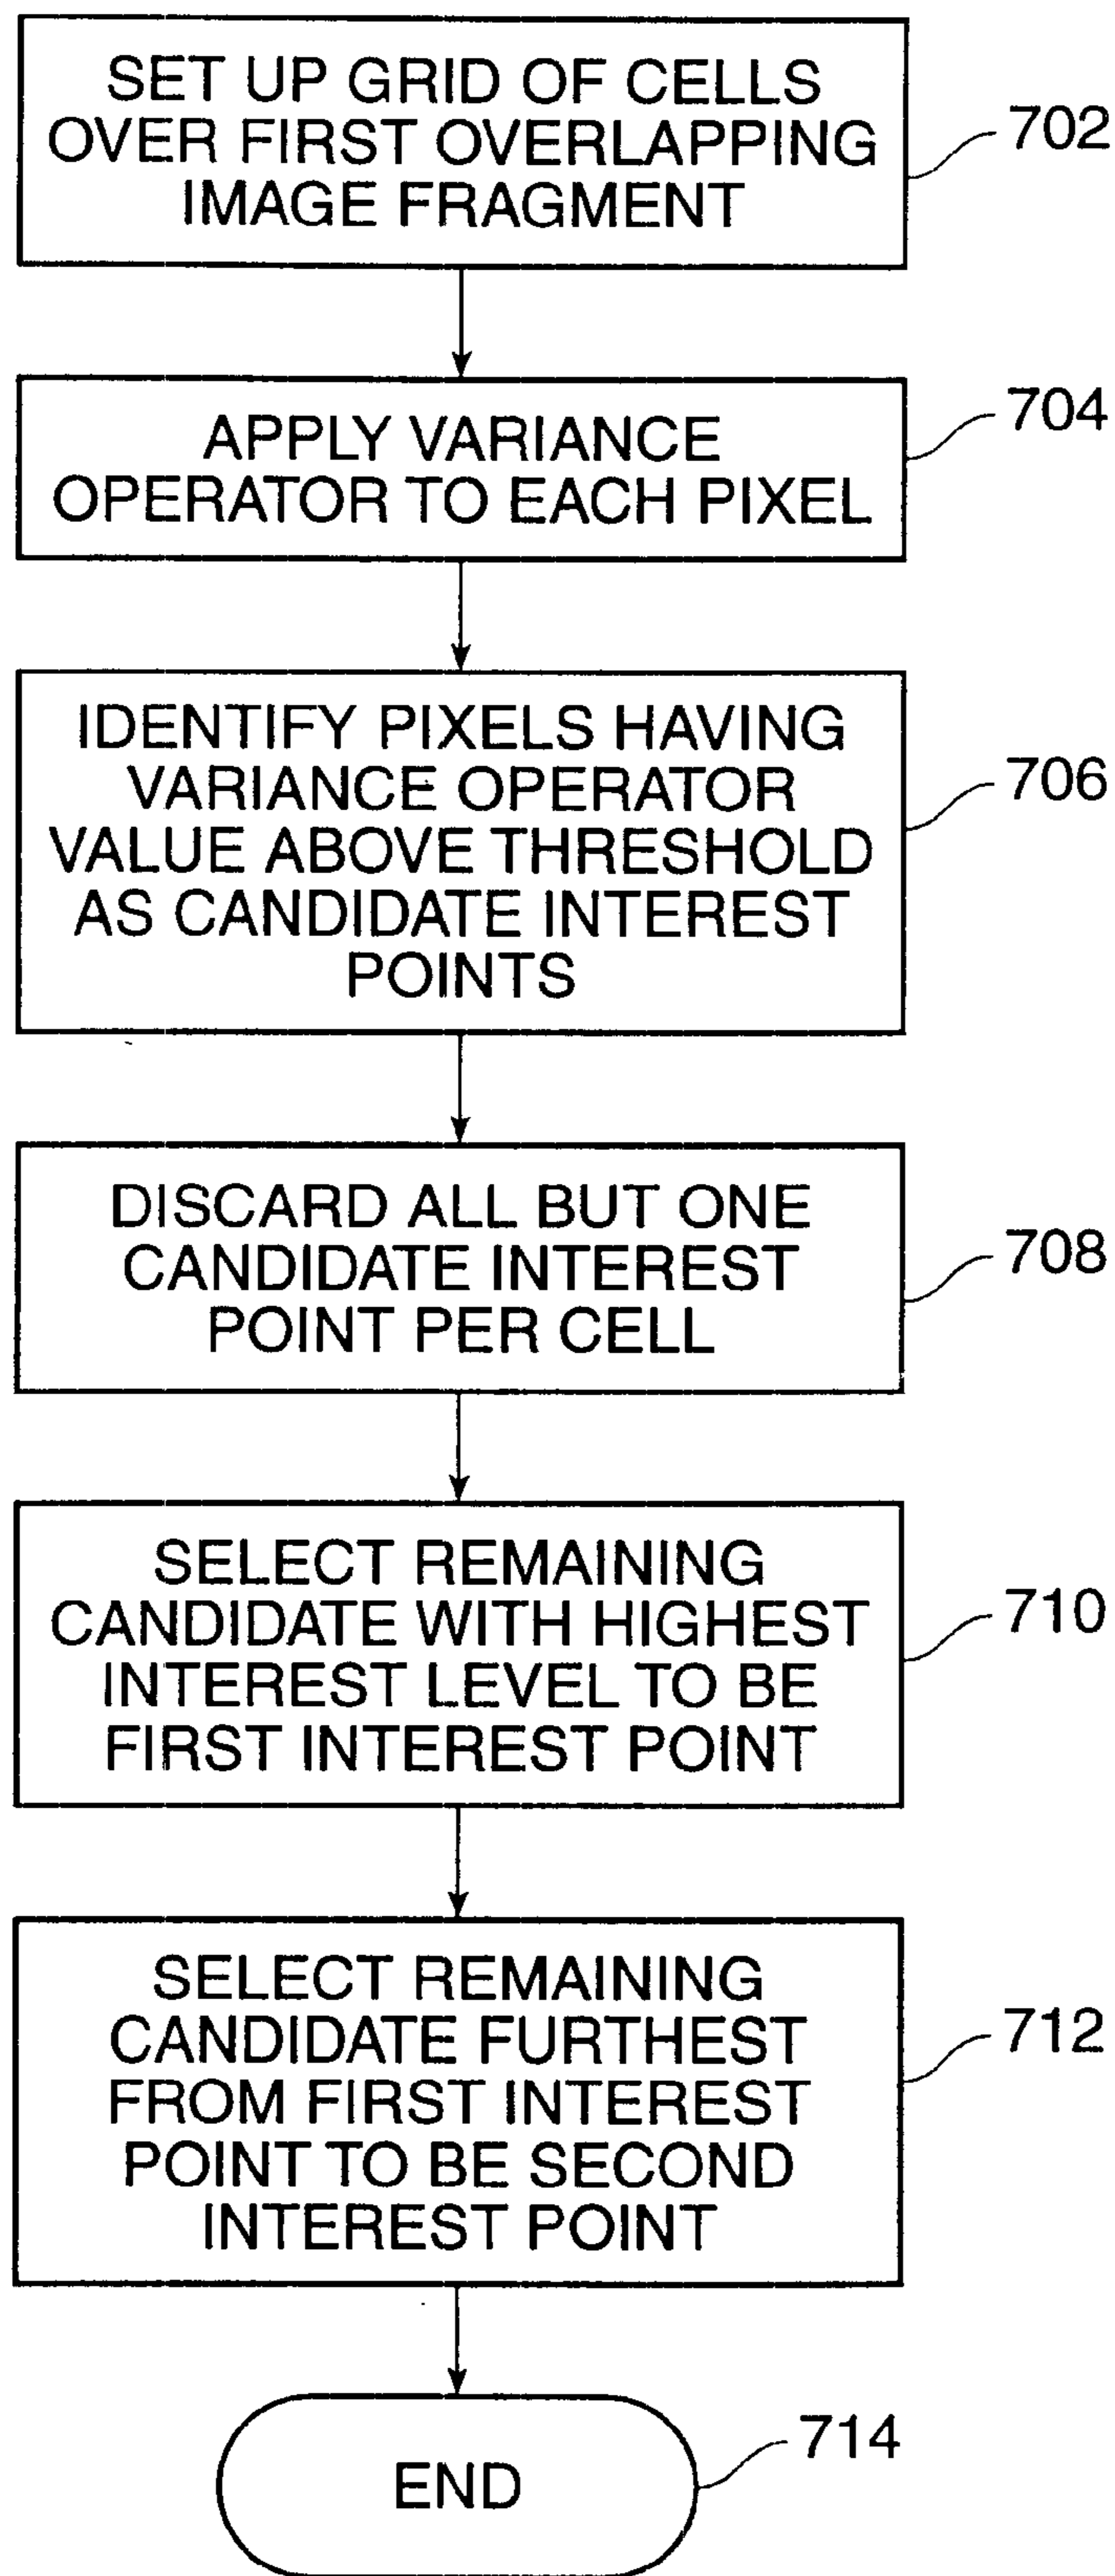 SET UP GRID OF CELLS
OVER FIRST OVERLAPPING
IMAGE FRAGMENT
702
APPLY VARIANCE
OPERATOR TO EACH PIXEL
704
IDENTIFY PIXELS HAVING
VARIANCE OPERATOR
VALUE ABOVE THRESHOLD
AS CANDIDATE INTEREST
POINTS
706
DISCARD ALL BUT ONE
CANDIDATE INTEREST
POINT PER CELL
708
SELECT REMAINING
CANDIDATE WITH HIGHEST
INTEREST LEVEL TO BE
FIRST INTEREST POINT
710
SELECT REMAINING
CANDIDATE FURTHEST
FROM FIRST INTEREST
POINT TO BE SECOND
INTEREST POINT
712
END
714